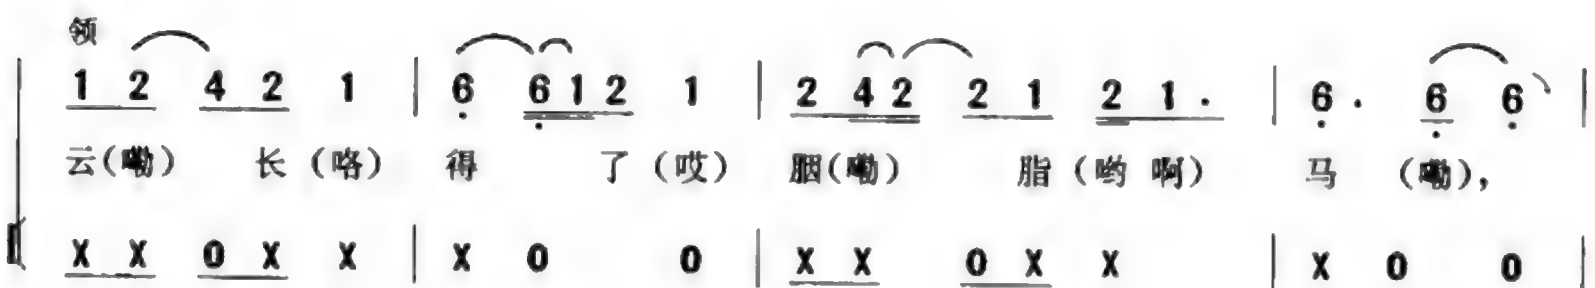 领
1 2 4 2 1 | 6 6 1 2 1 | 2 4 2 2 1 2 1 · | 6 · 6 6 |
云(嘞) 长(咯) 得 了(哎) 胭(嘞) 脂(哟 啊) 马 (嘞),
X X 0 X X | X 0 0 | X X 0 X X | X 0 0 |